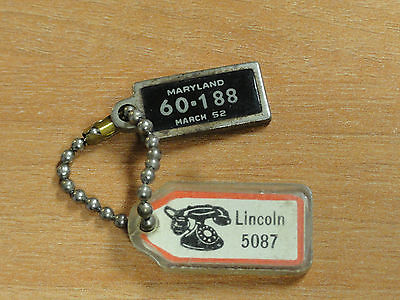 MARYLAND
60·188
MARCH 52
Lincoln
5087